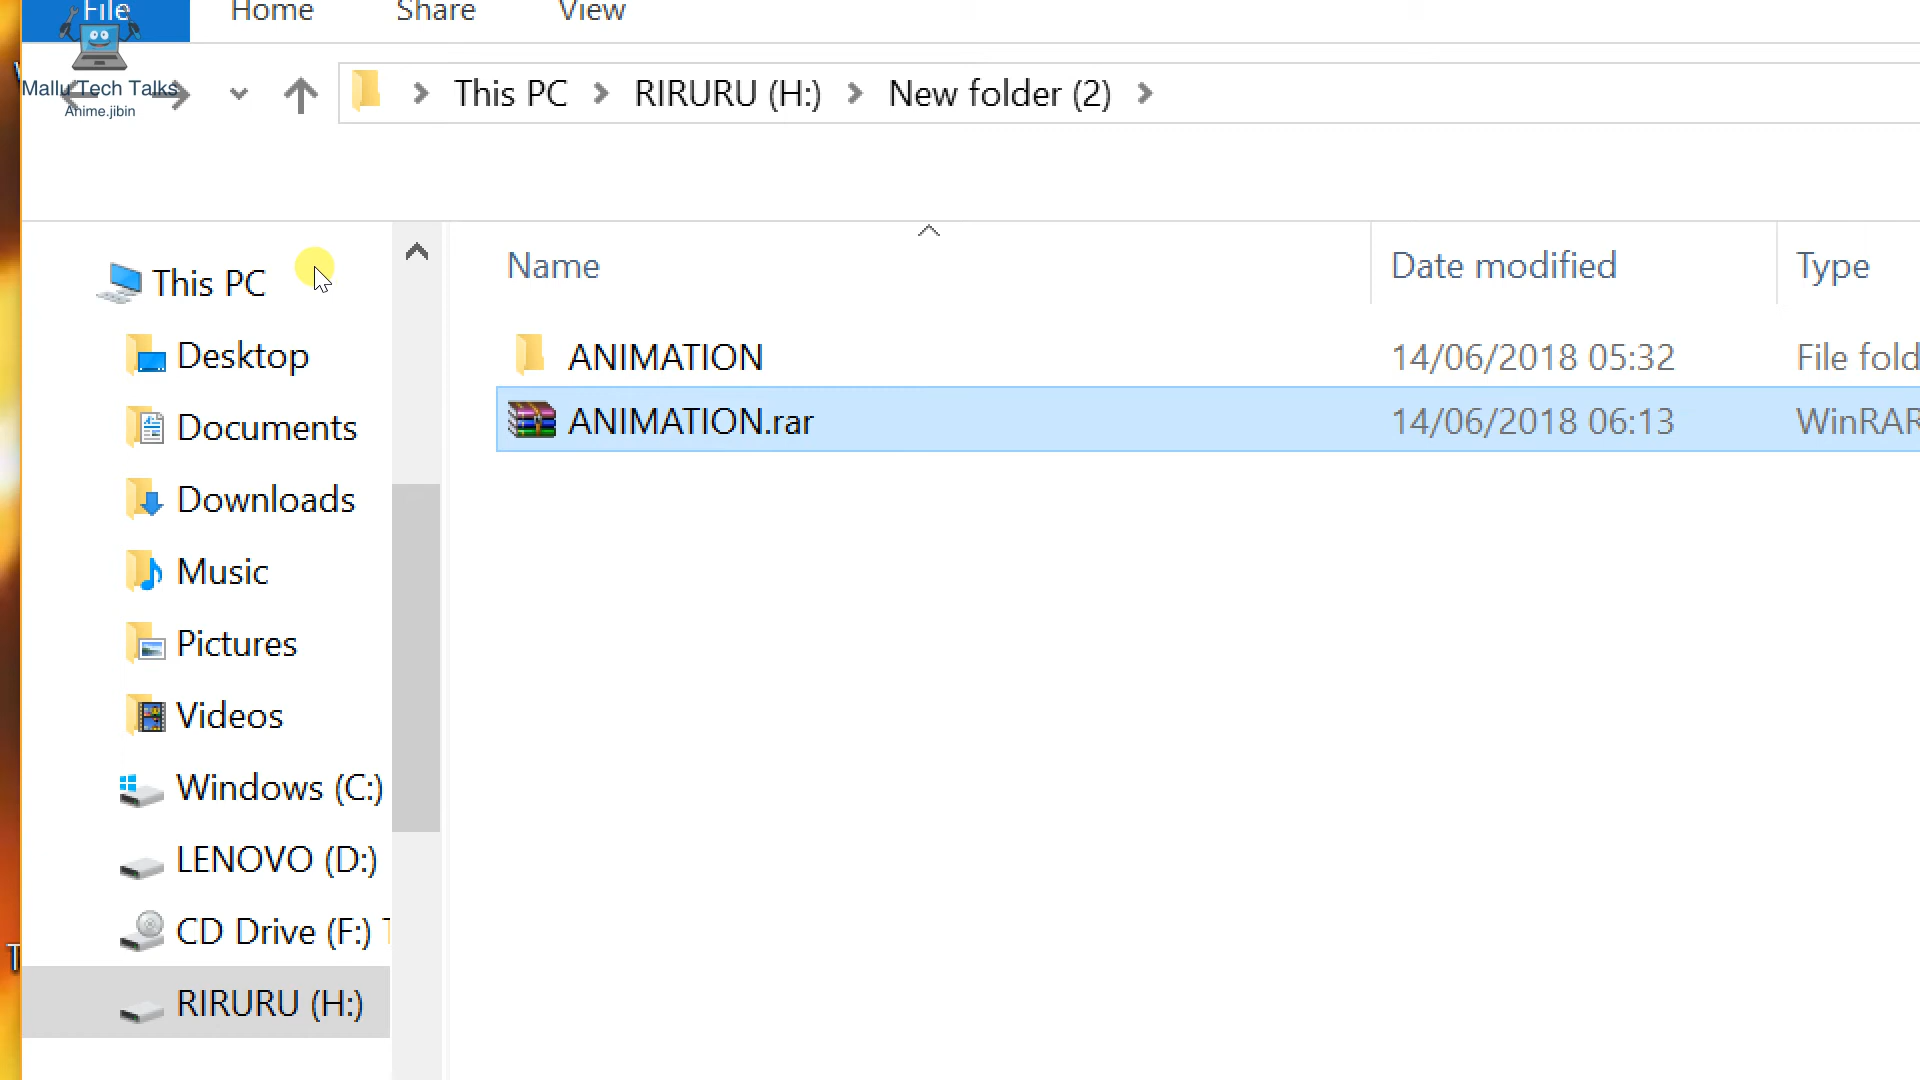 File Home Share View
Mallu Tech Talks
Ahime.jibin
This PC RIRURU (H:) New folder (2)
Name Date modified Type
This PC
Desktop
Documents
Downloads
Music
Pictures
Videos
Windows (C:)
LENOVO (D:)
CD Drive (F:) T
RIRURU (H:)
ANIMATION 14/06/2018 05:32 File fold
ANIMATION.rar 14/06/2018 06:13 WinRAR